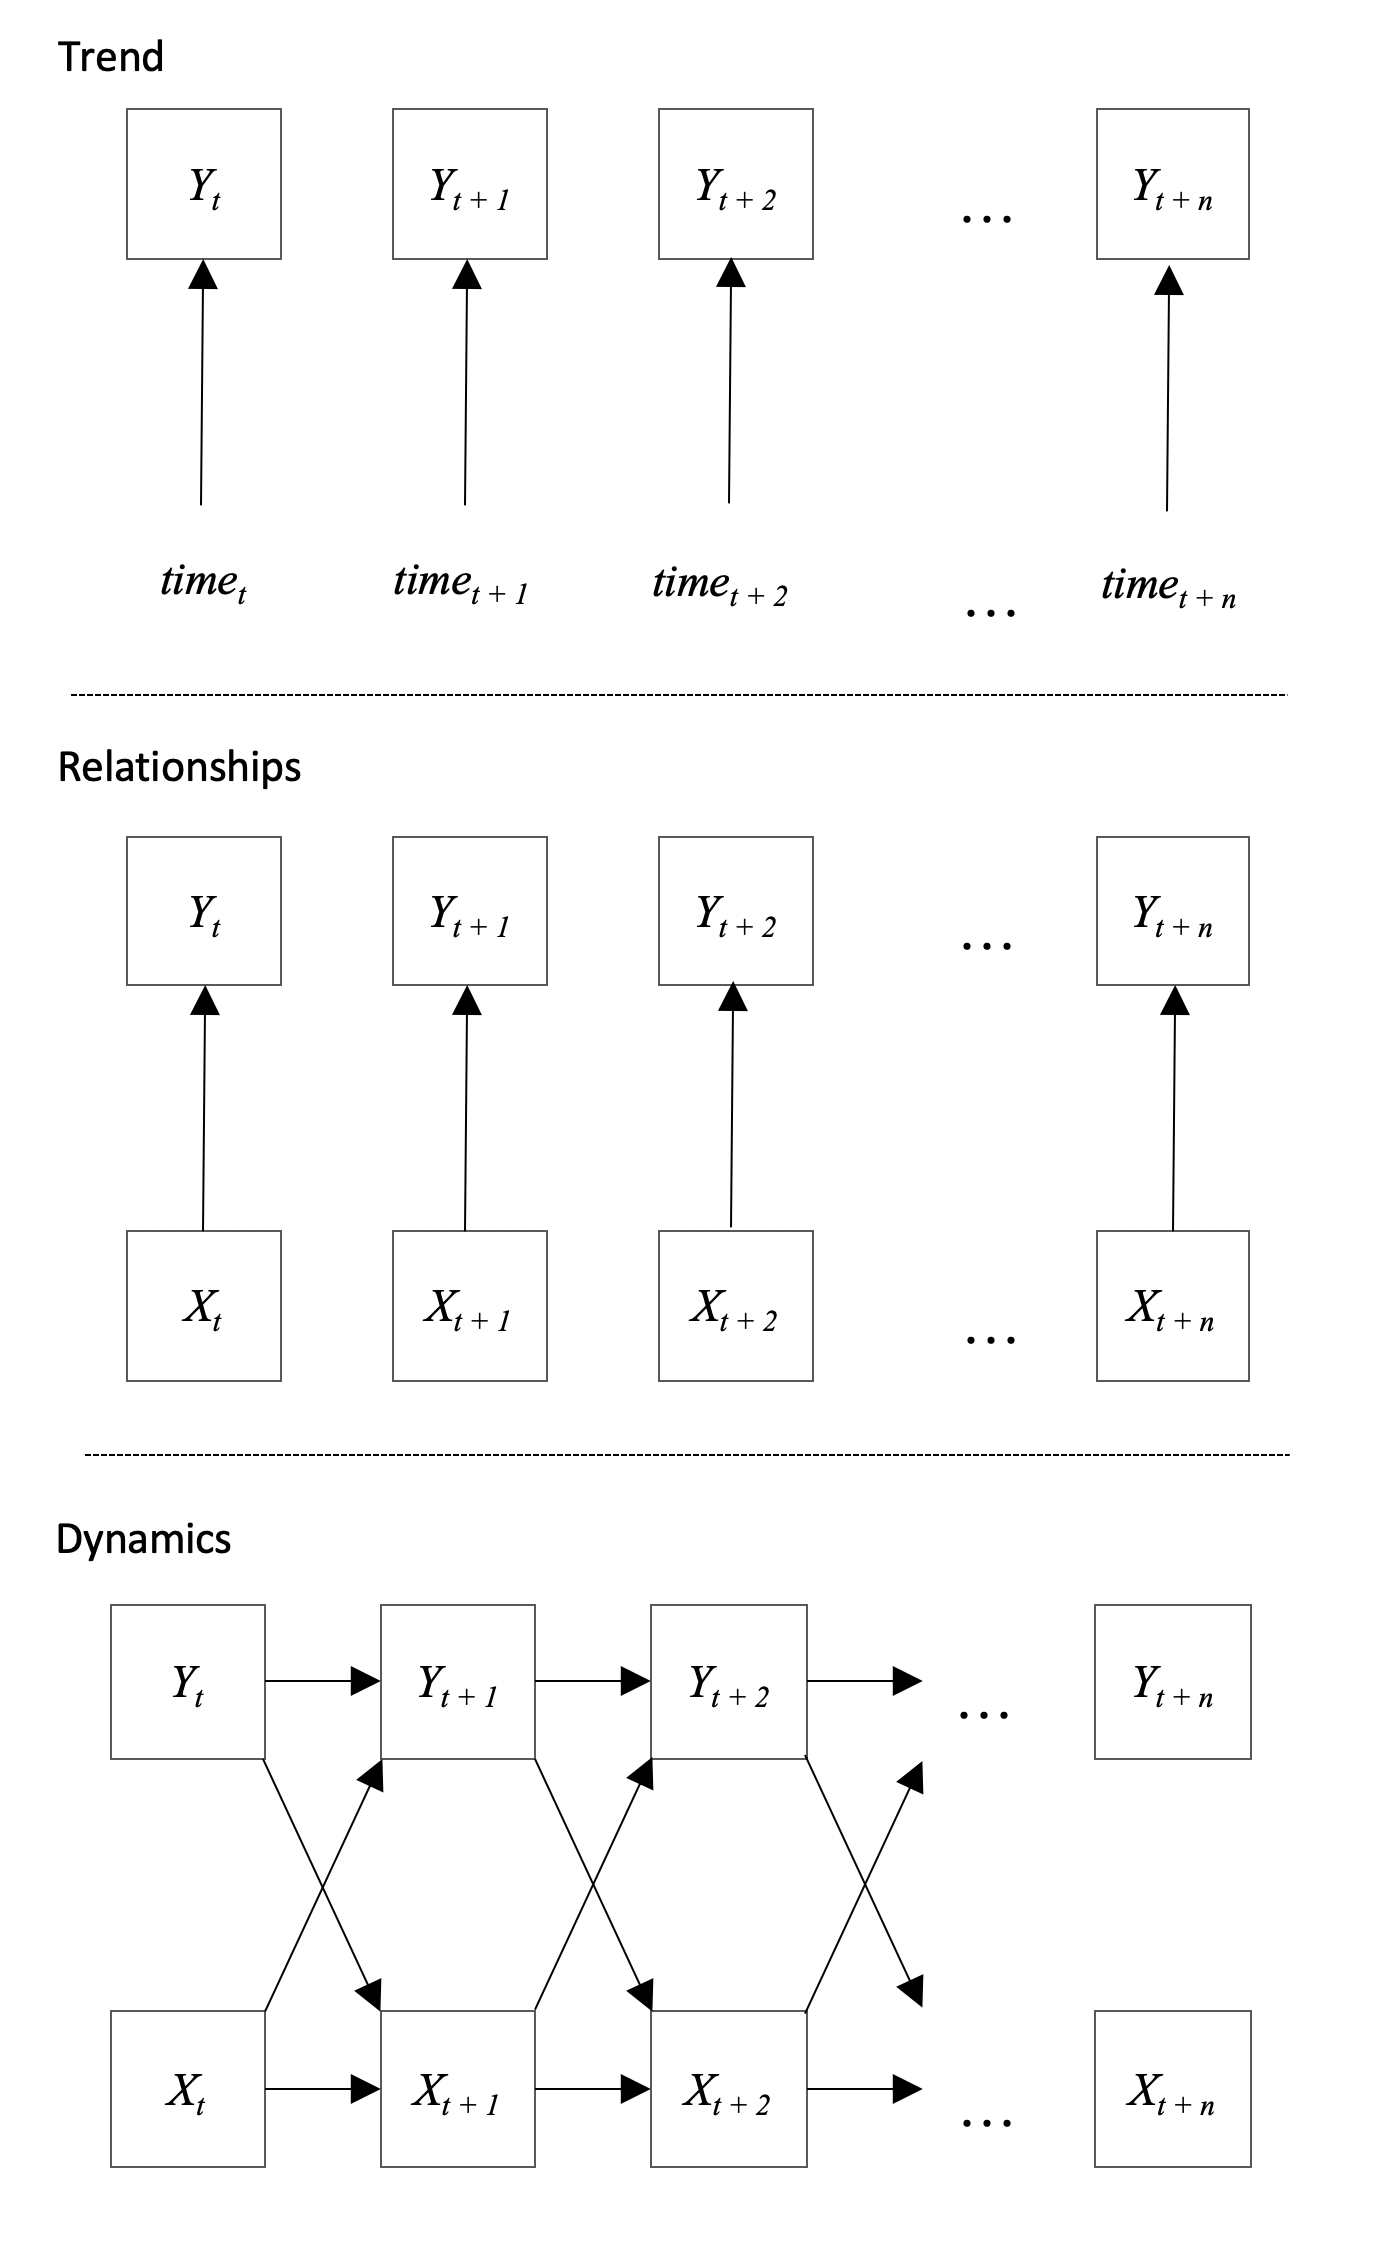 Trend
Yt Yt + 1 Yt + 2 ... Yt + n
timet timet + 1 timet + 2 ... timet + n
Relationships
Yt Yt + 1 Yt + 2 ... Yt + n
Xt Xt + 1 Xt + 2 ... Xt + n
Dynamics
Yt Yt + 1 Yt + 2 ... Yt + n
Xt Xt + 1 Xt + 2 ... Xt + n